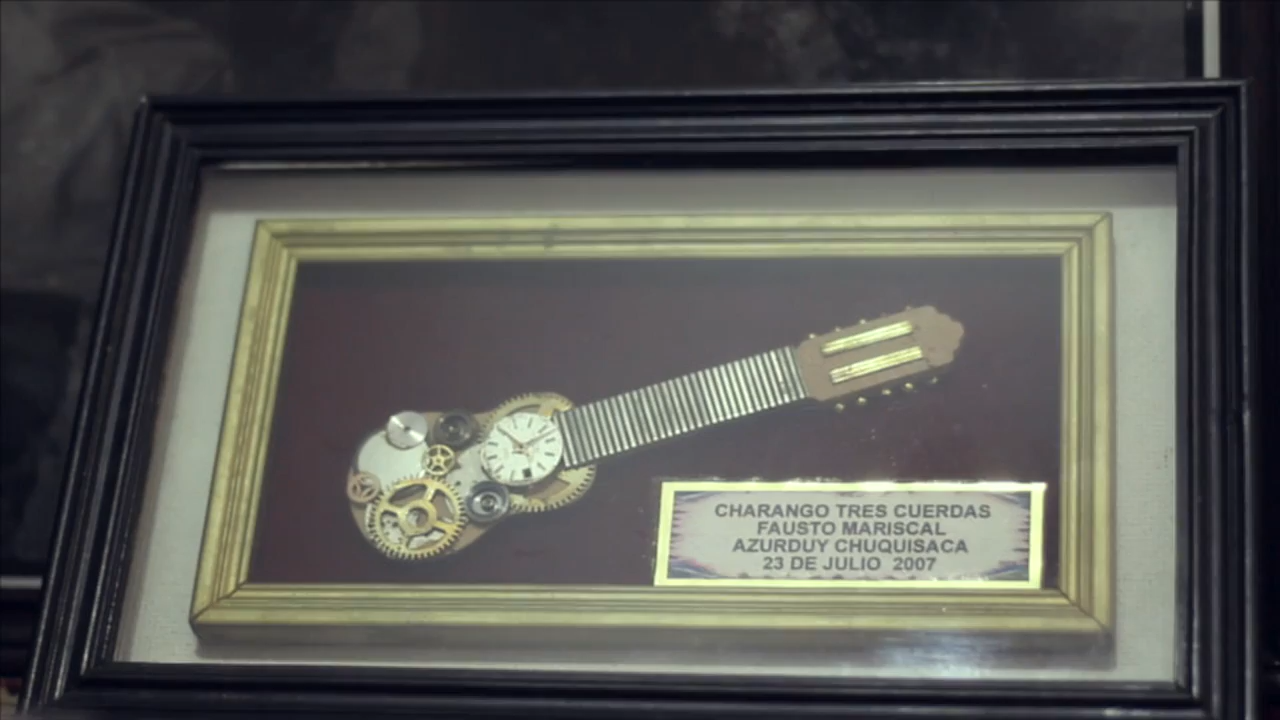 CHARANGO TRES CUERDAS
FAUSTO MARISCAL
AZURDUY CHUQUISACA
23 DE JULIO 2007